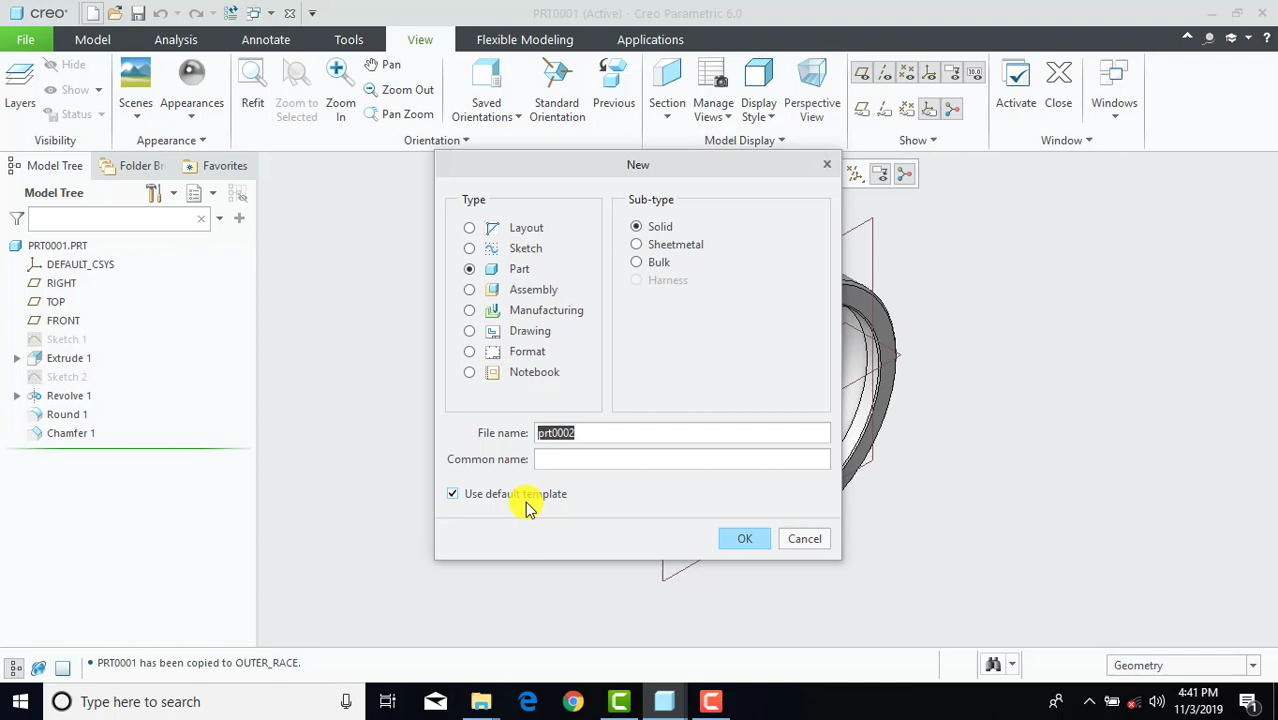 creo
PRT0001 (Active) - Creo Parametric 6.0
File
Model
Analysis
Annotate
Tools
View
Flexible Modeling
Applications
Hide
Show
Status
Layers
Visibility
Scenes
Appearances
Appearance
Refit
Zoom to Selected
Zoom In
Pan
Zoom Out
Pan Zoom
Saved Orientations
Standard Orientation
Previous
Orientation
Section
Manage Views
Display Style
Perspective View
Model Display
10.0
Show
Activate
Close
Windows
Window
Model Tree
Folder Br
Favorites
Model Tree
PRT0001.PRT
DEFAULT_CSYS
RIGHT
TOP
FRONT
Sketch 1
Extrude 1
Sketch 2
Revolve 1
Round 1
Chamfer 1
New
Type
Layout
Sketch
Part
Assembly
Manufacturing
Drawing
Format
Notebook
Sub-type
Solid
Sheetmetal
Bulk
Harness
File name: prt0002
Common name:
Use default template
OK
Cancel
• PRT0001 has been copied to OUTER_RACE.
Geometry
Type here to search
4:41 PM
11/3/2019
1